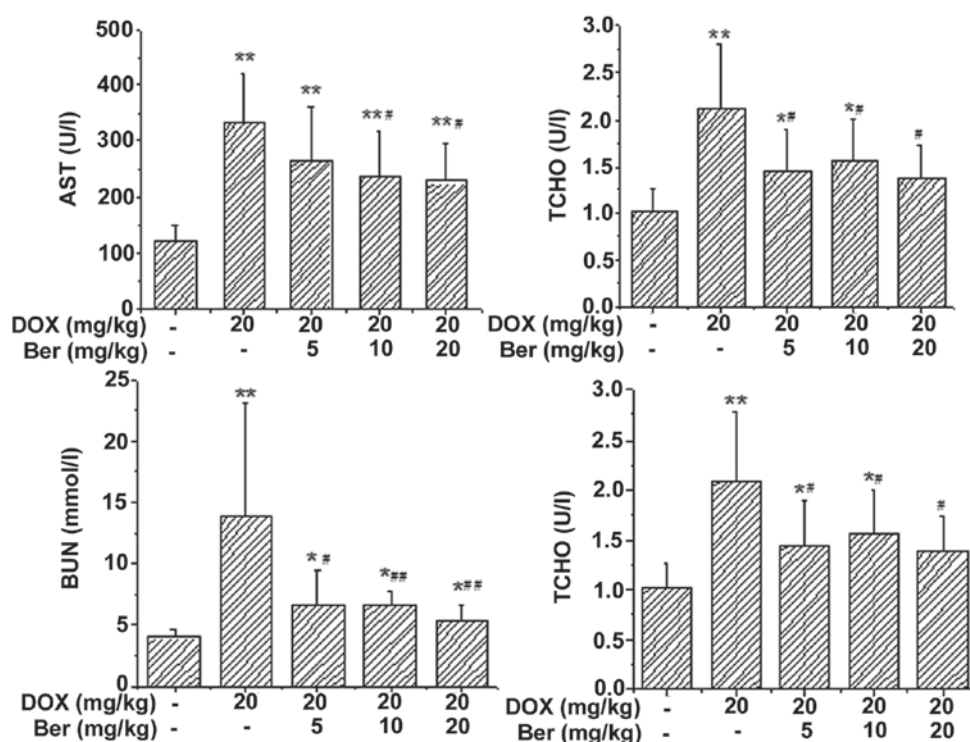 AST (U/l)
500
400
300
200
100
0
** ** **# **#
DOX (mg/kg) - 20 20 20 20
Ber (mg/kg) - - 5 10 20
TCHO (U/l)
3.0
2.5
2.0
1.5
1.0
0.5
0.0
** *# *# #
DOX (mg/kg) - 20 20 20 20
Ber (mg/kg) - - 5 10 20
BUN (mmol/l)
25
20
15
10
5
0
** *# *## *##
DOX (mg/kg) - 20 20 20 20
Ber (mg/kg) - - 5 10 20
TCHO (U/l)
3.0
2.5
2.0
1.5
1.0
0.5
0.0
** *# *# #
DOX (mg/kg) - 20 20 20 20
Ber (mg/kg) - - 5 10 20